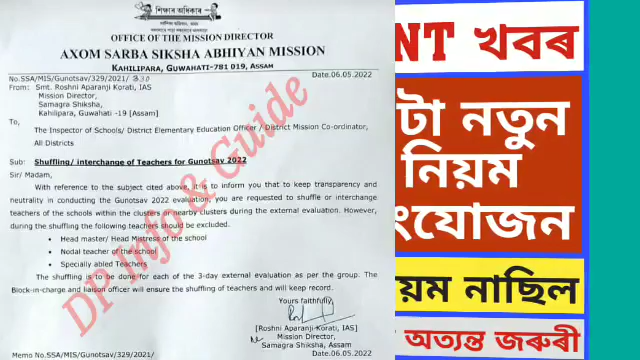 শিক্ষাৰ অধিকাৰ
OFFICE OF THE MISSION DIRECTOR
AXOM SARBA SIKSHA ABHIYAN MISSION
KAHILIPARA, GUWAHATI-781 019, ASSAM
No.SSA/MIS/Gunotsav/329/2021/ 330 Date.06.05.2022
From: Smt. Roshni Aparanji Korati, IAS
Mission Director,
Samagra Shiksha,
Kahilipara, Guwahati -19 [Assam]
To,
The Inspector of Schools/ District Elementary Education Officer / District Mission Co-ordinator,
All Districts
Sub: Shuffling/ interchange of Teachers for Gunotsav 2022
Sir/ Madam,
With reference to the subject cited above, it is to inform you that to keep transparency and
neutrality in conducting the Gunotsav 2022 evaluation, you are requested to shuffle or interchange
teachers of the schools within the clusters or nearby clusters during the external evaluation. However,
during the shuffling the following teachers should be excluded.
• Head master/ Head Mistress of the school
• Nodal teacher of the school
• Specially abled Teachers
The shuffling is to be done for each of the 3-day external evaluation as per the group. The
Block-in-charge and liaison officer will ensure the shuffling of teachers and will keep record.
Yours faithfully,
[Roshni Aparanji Korati, IAS]
Mission Director,
Samagra Shiksha, Assam
Memo No.SSA/MIS/Gunotsav/329/2021/ Date.06.05.2022
DP Info & Guide
NT খবৰ
টা নতুন
নিয়ম
ংযোজন
য়ম নাছিল
অত্যন্ত জৰুৰী